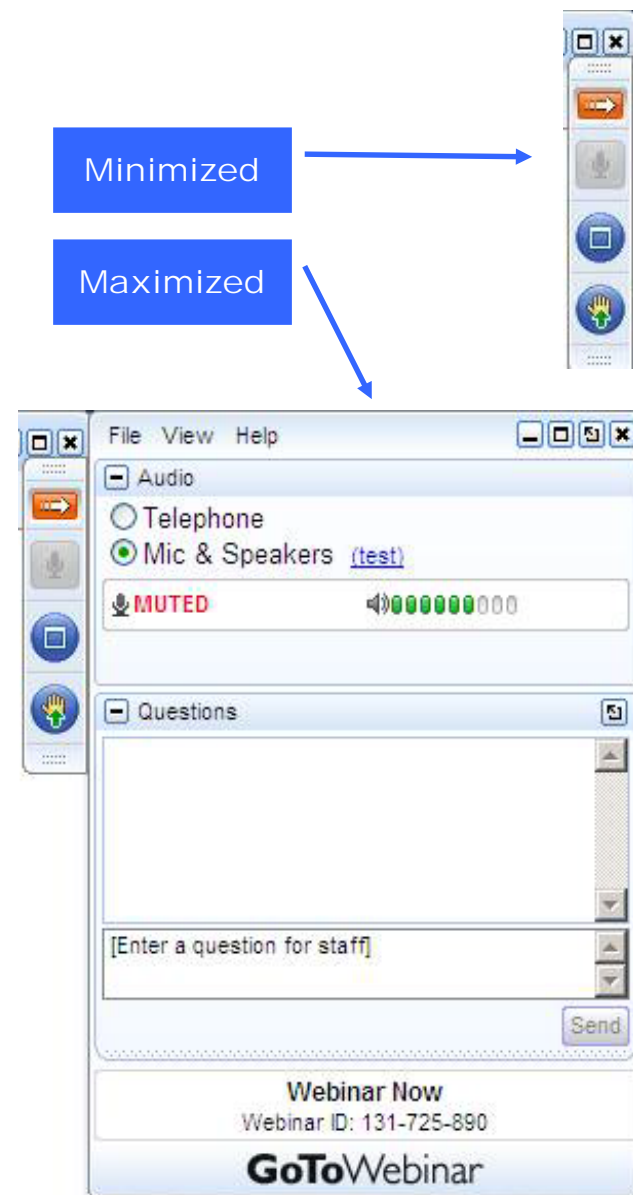 Minimized
Maximized
File View Help
Audio
Telephone
Mic & Speakers (test)
MUTED
Questions
[Enter a question for staff]
Send
Webinar Now
Webinar ID: 131-725-890
GoToWebinar